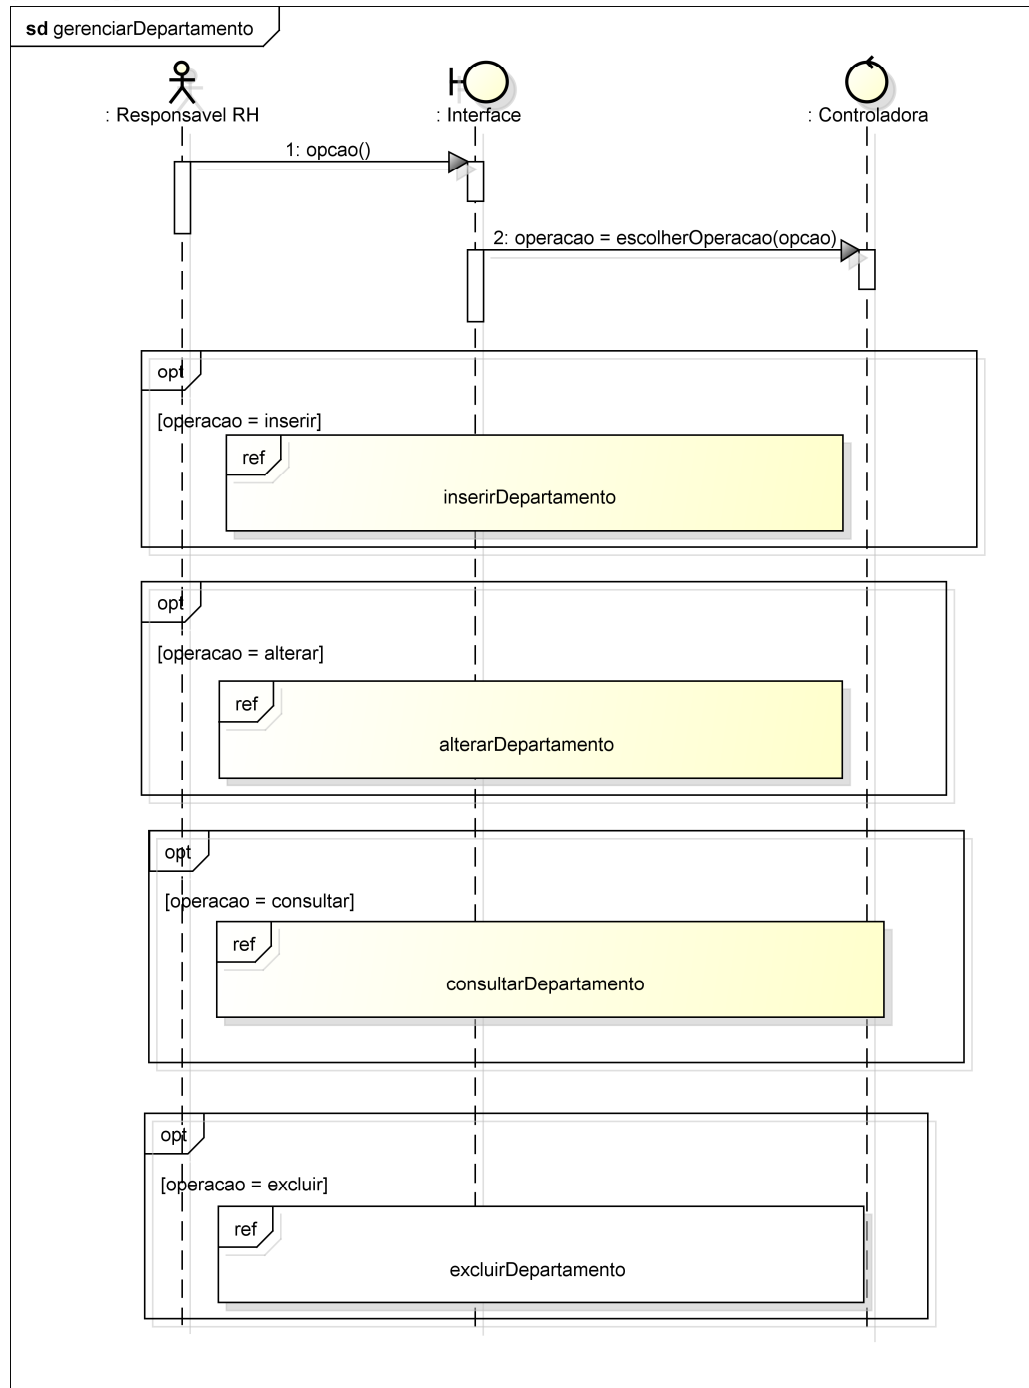 sd gerenciarDepartamento
: Responsavel RH
: Interface
: Controladora
1: opcao()
2: operacao = escolherOperacao(opcao)
opt
[operacao = inserir]
ref
inserirDepartamento
opt
[operacao = alterar]
ref
alterarDepartamento
opt
[operacao = consultar]
ref
consultarDepartamento
opt
[operacao = excluir]
ref
excluirDepartamento